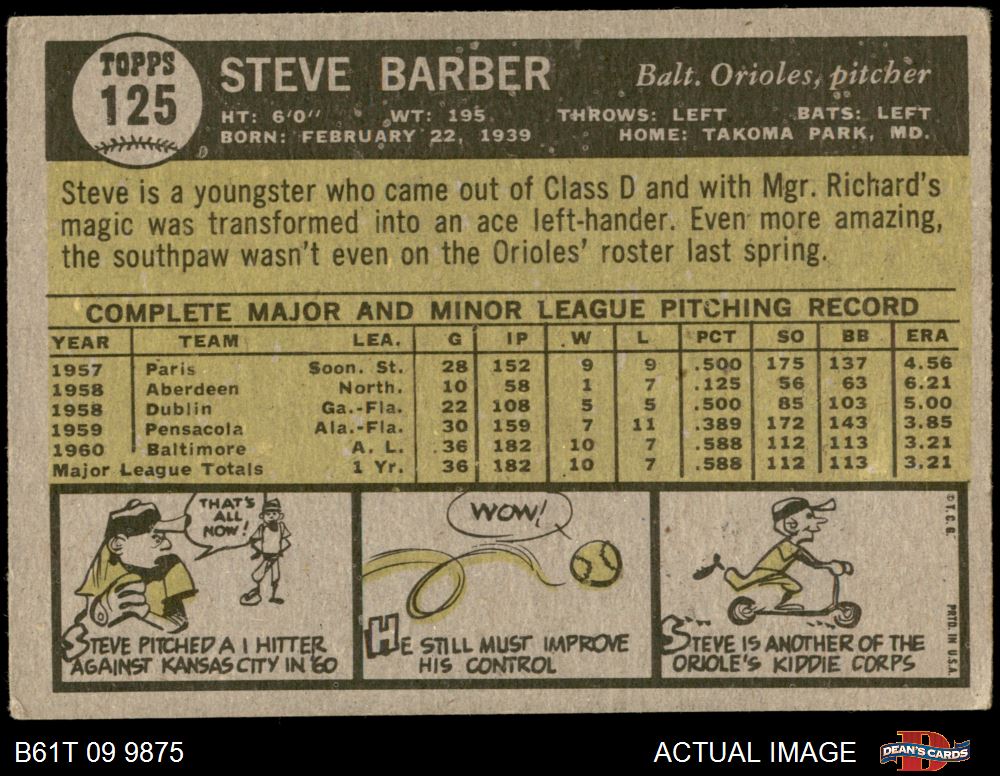 TOPPS
125
STEVE BARBER
Balt. Orioles, pitcher
HT: 6'0" WT: 195 THROWS: LEFT BATS: LEFT
BORN: FEBRUARY 22, 1939 HOME: TAKOMA PARK, MD.
Steve is a youngster who came out of Class D and with Mgr. Richard's
magic was transformed into an ace left-hander. Even more amazing,
the southpaw wasn't even on the Orioles' roster last spring.
COMPLETE MAJOR AND MINOR LEAGUE PITCHING RECORD
YEAR TEAM LEA. G IP W L PCT SO BB ERA
1957 Paris Soon. St. 28 152 9 9 .500 175 137 4.56
1958 Aberdeen North. 10 58 1 7 .125 56 63 6.21
1958 Dublin Ga.-Fla. 22 108 5 5 .500 85 103 5.00
1959 Pensacola Ala.-Fla. 30 159 7 11 .389 172 143 3.85
1960 Baltimore A. L. 36 182 10 7 .588 112 113 3.21
Major League Totals 1 Yr. 36 182 10 7 .588 112 113 3.21
THAT'S
ALL
NOW!
STEVE PITCHED A 1 HITTER
AGAINST KANSAS CITY IN '60
WOW!
HE STILL MUST IMPROVE
HIS CONTROL
STEVE IS ANOTHER OF THE
ORIOLE'S KIDDIE CORPS
© T.C.G.
PRTD. IN U.S.A.
B61T 09 9875
ACTUAL IMAGE
D
DEAN'S CARDS